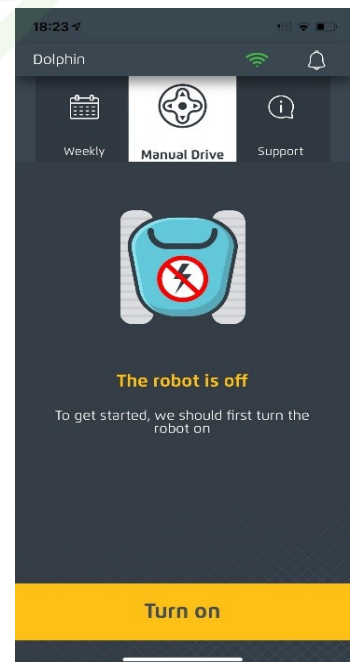 18:23
Dolphin
Weekly
Manual Drive
Support
The robot is off
To get started, we should first turn the
robot on
Turn on